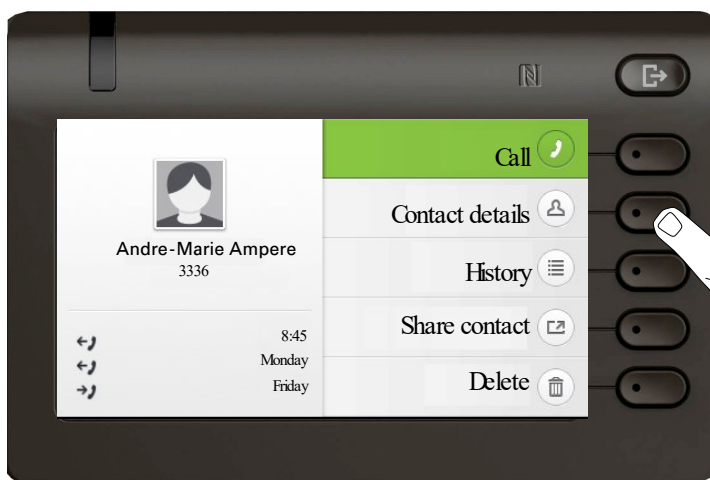 Andre-Marie Ampere
3336
8:45
Monday
Friday
Call
Contact details
History
Share contact
Delete